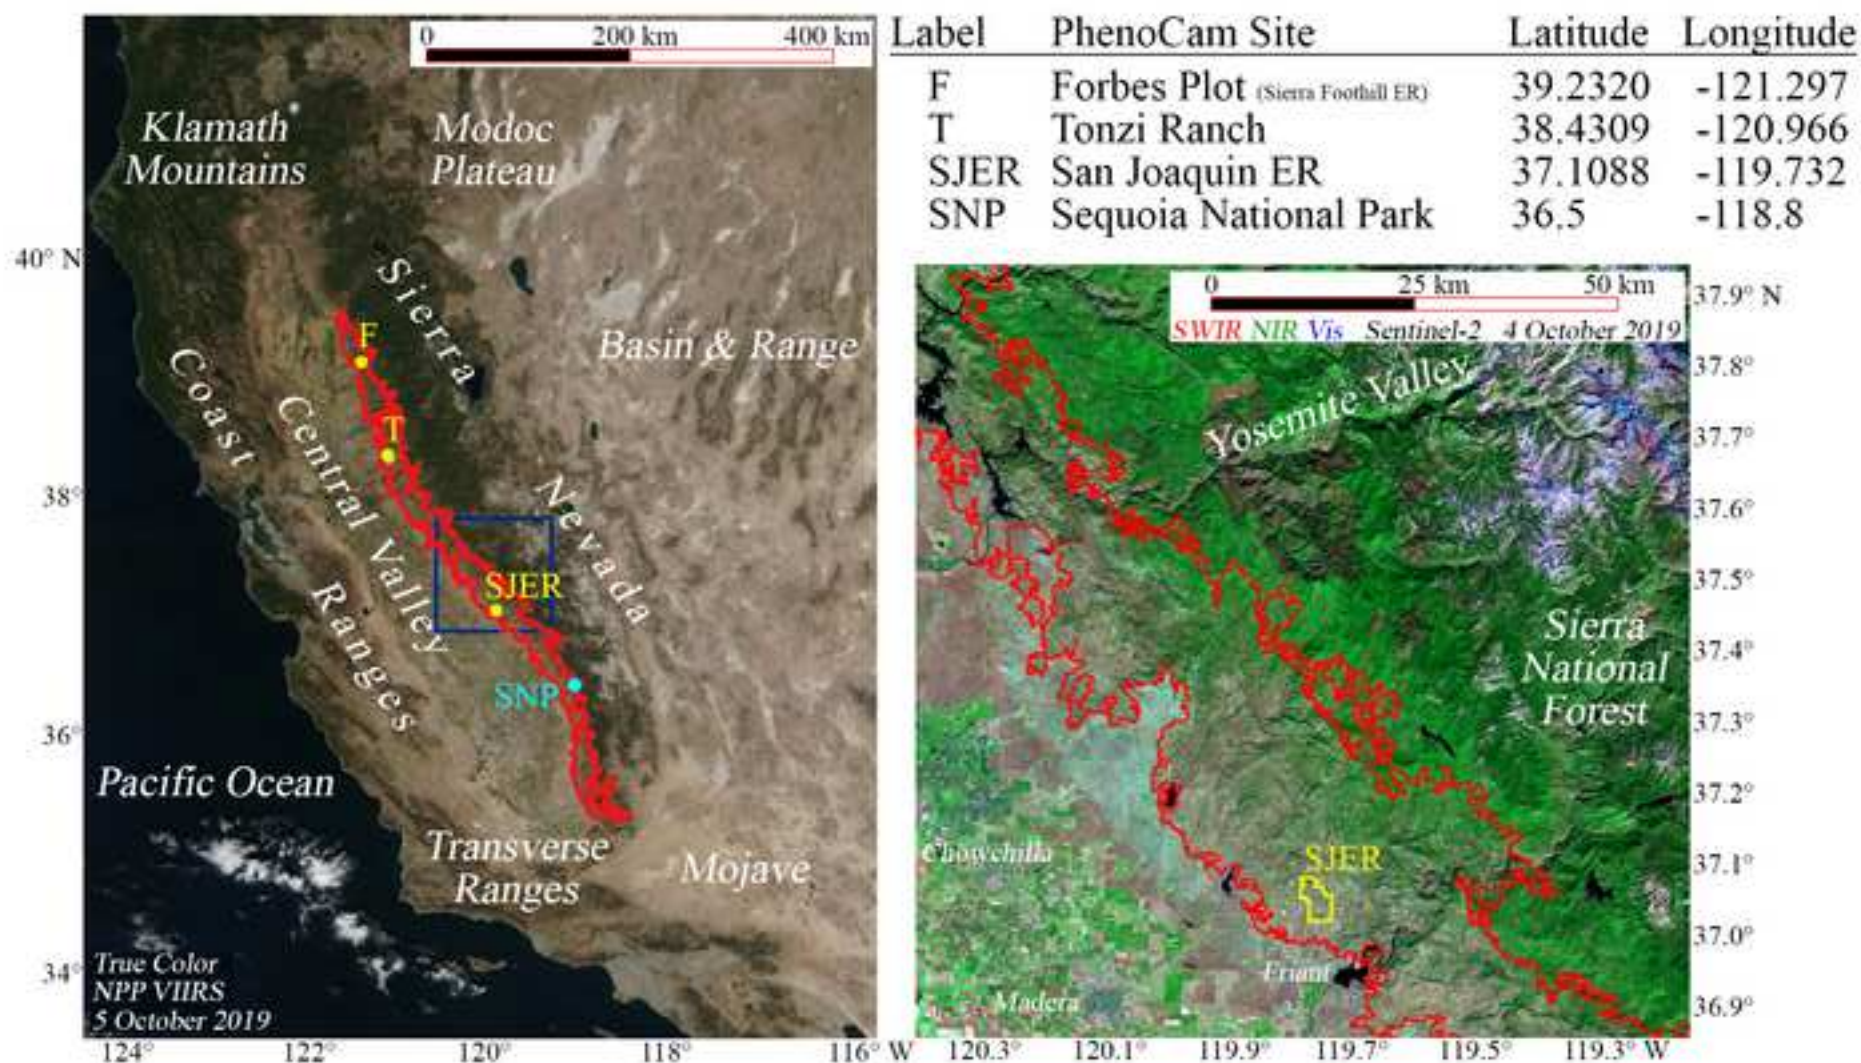 0 200 km 400 km
Klamath
Mountains
Modoc
Plateau
40° N
Sierra
F
Basin & Range
Coast
Central Valley
T
38°
Nevada
SJER
Ranges
SNP
36°
Pacific Ocean
Transverse
Ranges
Mojave
34°
True Color
NPP VIIRS
5 October 2019
124° 122° 120° 118° 116° W
Label PhenoCam Site Latitude Longitude
F Forbes Plot (Sierra Foothill ER) 39.2320 -121.297
T Tonzi Ranch 38.4309 -120.966
SJER San Joaquin ER 37.1088 -119.732
SNP Sequoia National Park 36.5 -118.8
0 25 km 50 km
SWIR NIR Vis Sentinel-2 4 October 2019
37.9° N
37.8°
Yosemite Valley
37.7°
37.6°
37.5°
Sierra
National
Forest
37.4°
37.3°
37.2°
Chowchilla
37.1°
SJER
37.0°
Friant
Madera
36.9°
120.3° 120.1° 119.9° 119.7° 119.5° 119.3° W